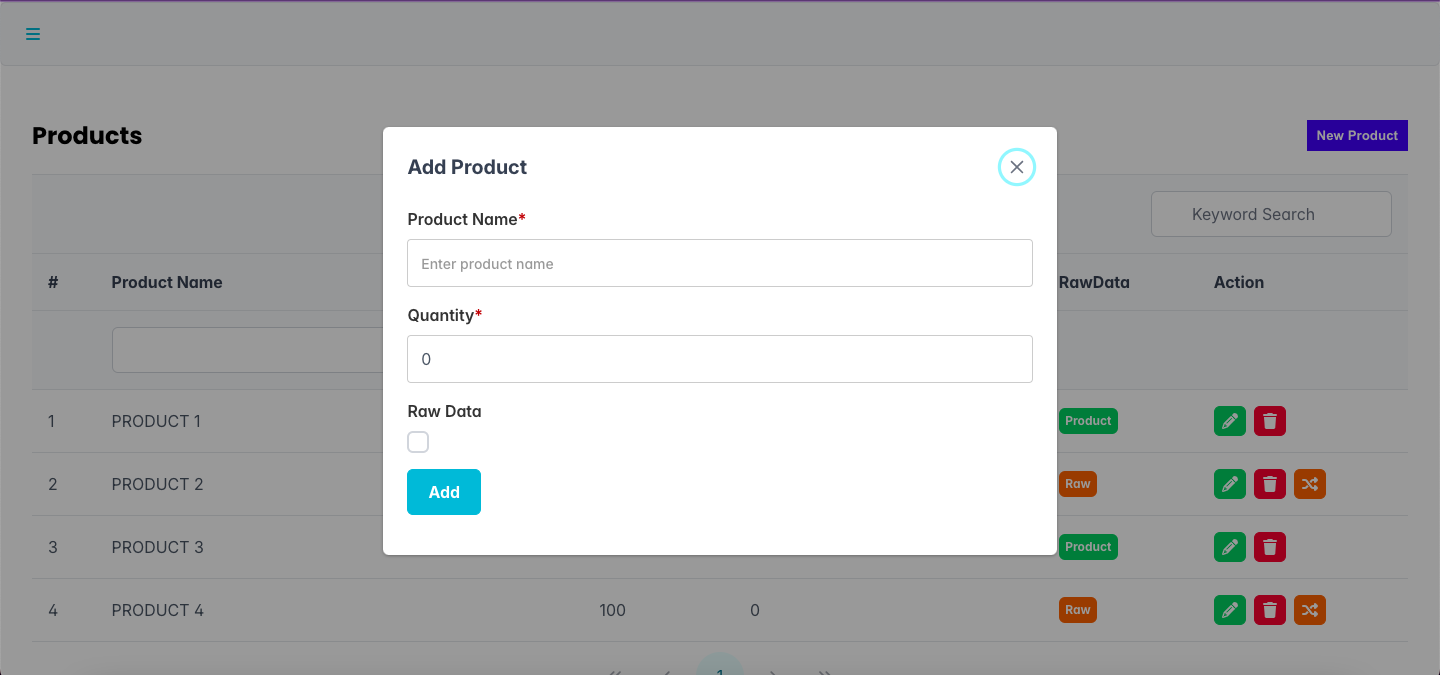 Products
New Product
Add Product
Product Name*
Enter product name
Quantity*
0
Raw Data
Add
Keyword Search
# Product Name RawData Action
1 PRODUCT 1 Product
2 PRODUCT 2 Raw
3 PRODUCT 3 Product
4 PRODUCT 4 100 0 Raw
1